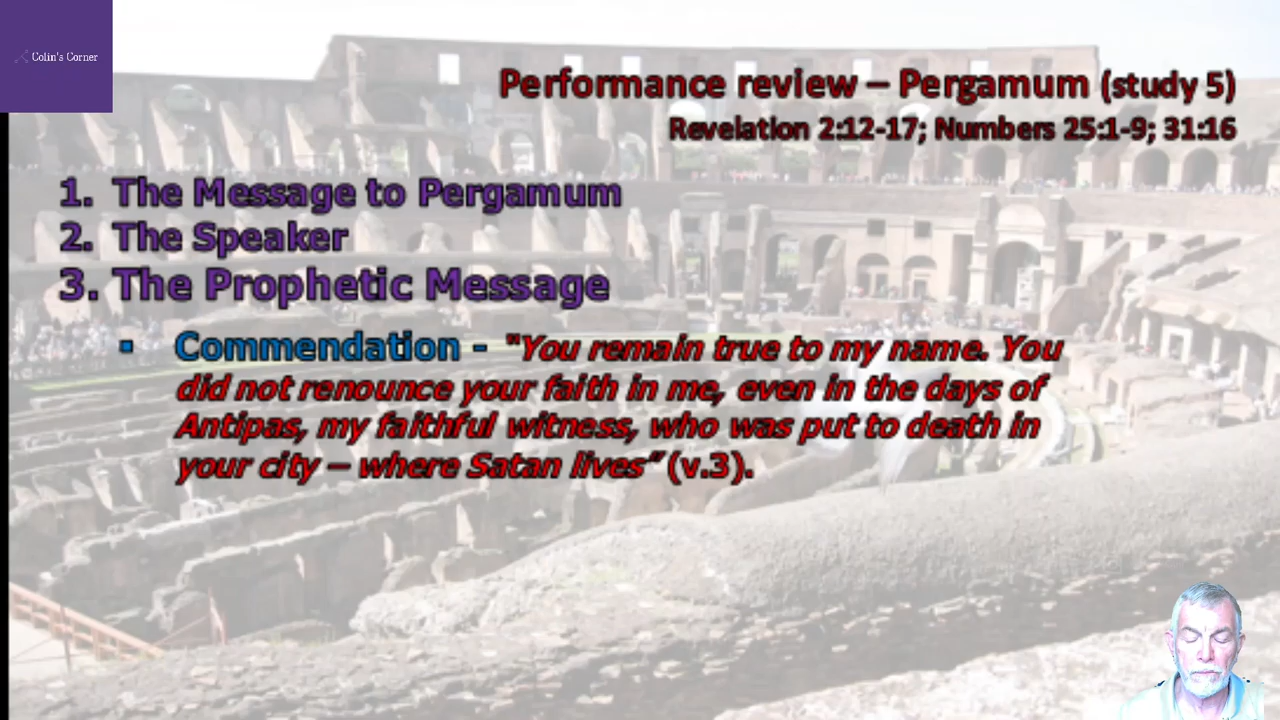 Colin's Corner
Performance review – Pergamum (study 5)
Revelation 2:12-17; Numbers 25:1-9; 31:16
1. The Message to Pergamum
2. The Speaker
3. The Prophetic Message
▪ Commendation - "You remain true to my name. You
did not renounce your faith in me, even in the days of
Antipas, my faithful witness, who was put to death in
your city – where Satan lives” (v.3).